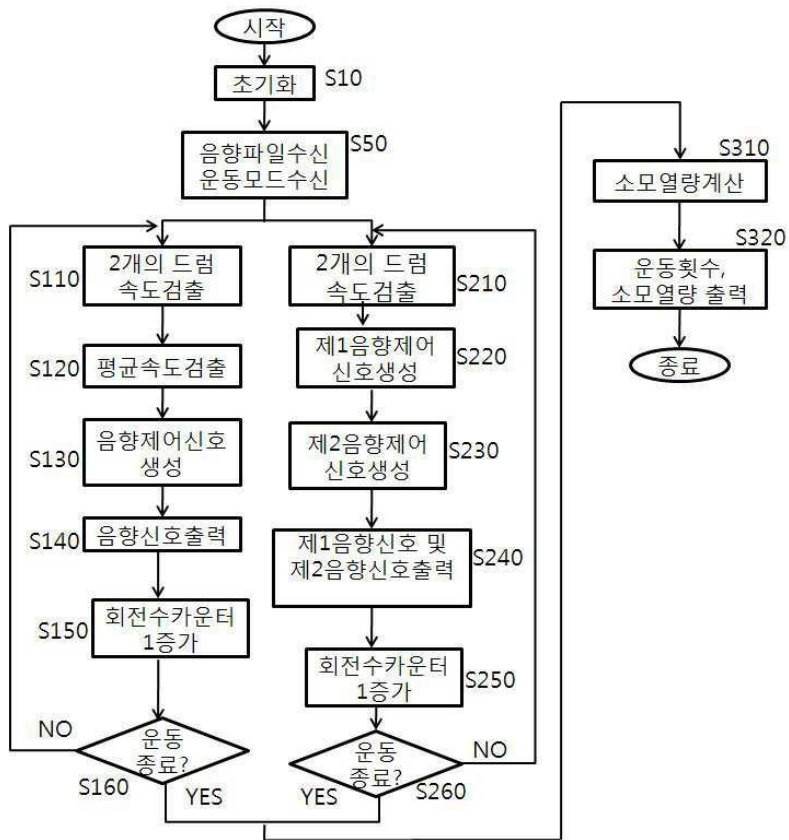 시작
초기화
S10
음향파일수신
운동모드수신
S50
2개의 드럼
속도검출
S110
평균속도검출
S120
음향제어신호
생성
S130
음향신호출력
S140
회전수카운터
1증가
S150
NO
운동
종료?
S160
YES
2개의 드럼
속도검출
S210
제1음향제어
신호생성
S220
제2음향제어
신호생성
S230
제1음향신호 및
제2음향신호출력
S240
회전수카운터
1증가
S250
운동
종료?
NO
YES
S260
S310
소모열량계산
S320
운동횟수,
소모열량 출력
종료